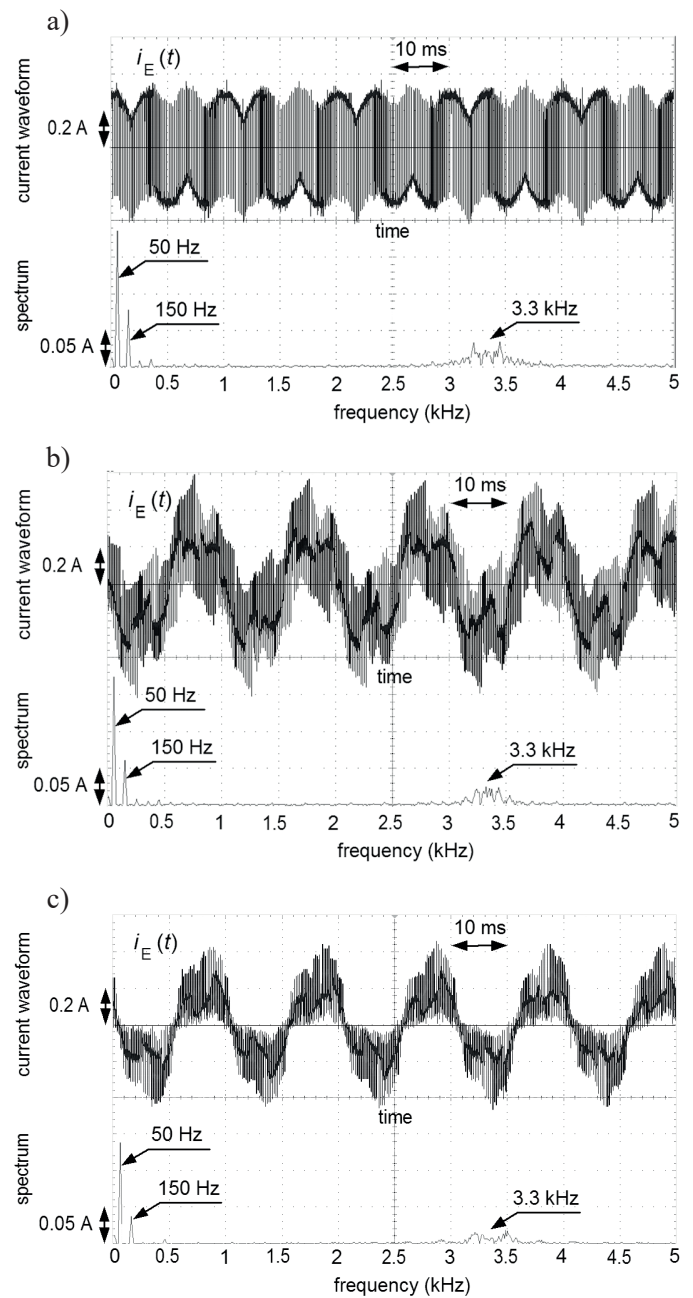 a)
i_E (t)
10 ms
current waveform
0.2 A
time
50 Hz
150 Hz
3.3 kHz
spectrum
0.05 A
0 0.5 1 1.5 2 2.5 3 3.5 4 4.5 5
frequency (kHz)
b)
i_E (t)
10 ms
current waveform
0.2 A
time
50 Hz
150 Hz
3.3 kHz
spectrum
0.05 A
0 0.5 1 1.5 2 2.5 3 3.5 4 4.5 5
frequency (kHz)
c)
i_E (t)
10 ms
current waveform
0.2 A
time
50 Hz
150 Hz
3.3 kHz
spectrum
0.05 A
0 0.5 1 1.5 2 2.5 3 3.5 4 4.5 5
frequency (kHz)